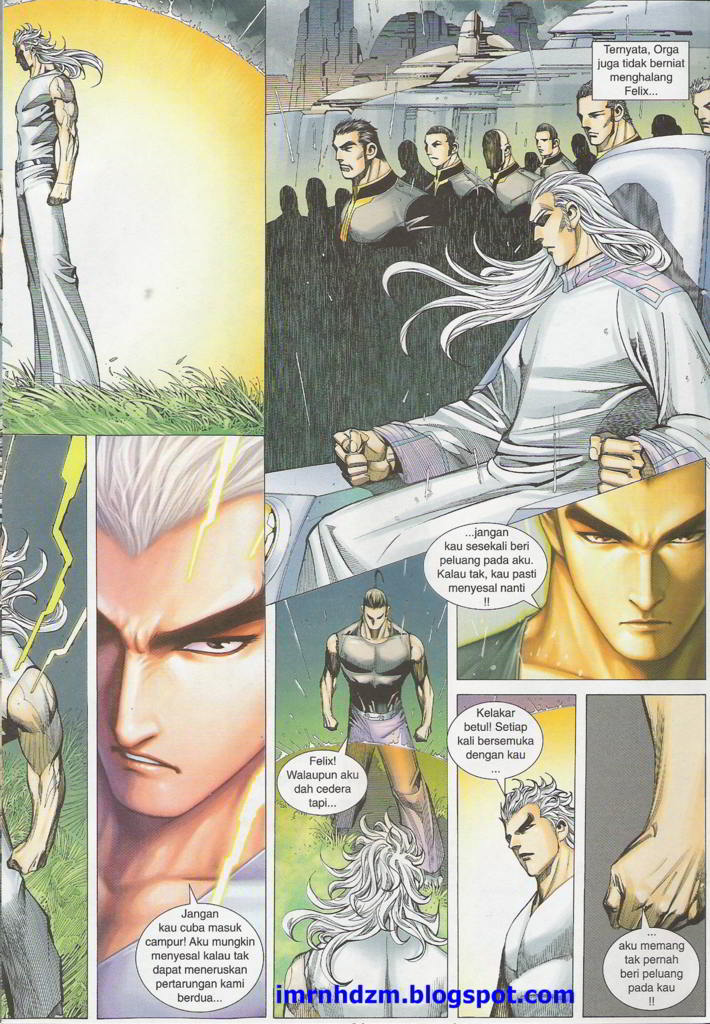 Ternyata, Orga
juga tidak berniat
menghalang
Felix...
Jangan
kau cuba masuk
campur! Aku mungkin
menyesal kalau tak
dapat meneruskan
pertarungan kami
berdua...
Felix!
Walaupun aku
dah cedera
tapi...
...jangan
kau sesekali beri
peluang pada aku.
Kalau tak, kau pasti
menyesal nanti
!!
Kelakar
betul! Setiap
kali bersemuka
dengan kau
...
...
aku memang
tak pernah
beri peluang
pada kau
!!
imrnhdzm.blogspot.com